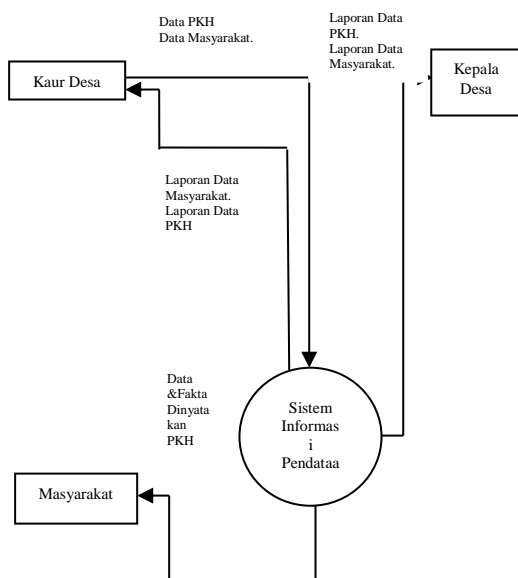 Data PKH
Data Masyarakat.
Laporan Data
PKH.
Laporan Data
Masyarakat.
Kaur Desa
Kepala
Desa
Laporan Data
Masyarakat.
Laporan Data
PKH
Data
&Fakta
Dinyata
kan
PKH
Sistem
Informas
i
Pendataa
Masyarakat